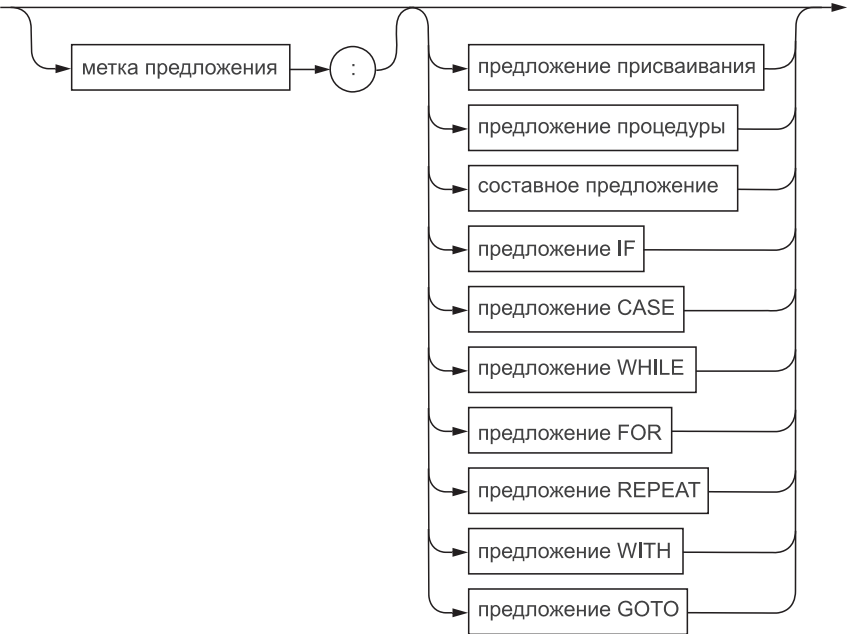 метка предложения
:
предложение присваивания
предложение процедуры
составное предложение
предложение IF
предложение CASE
предложение WHILE
предложение FOR
предложение REPEAT
предложение WITH
предложение GOTO